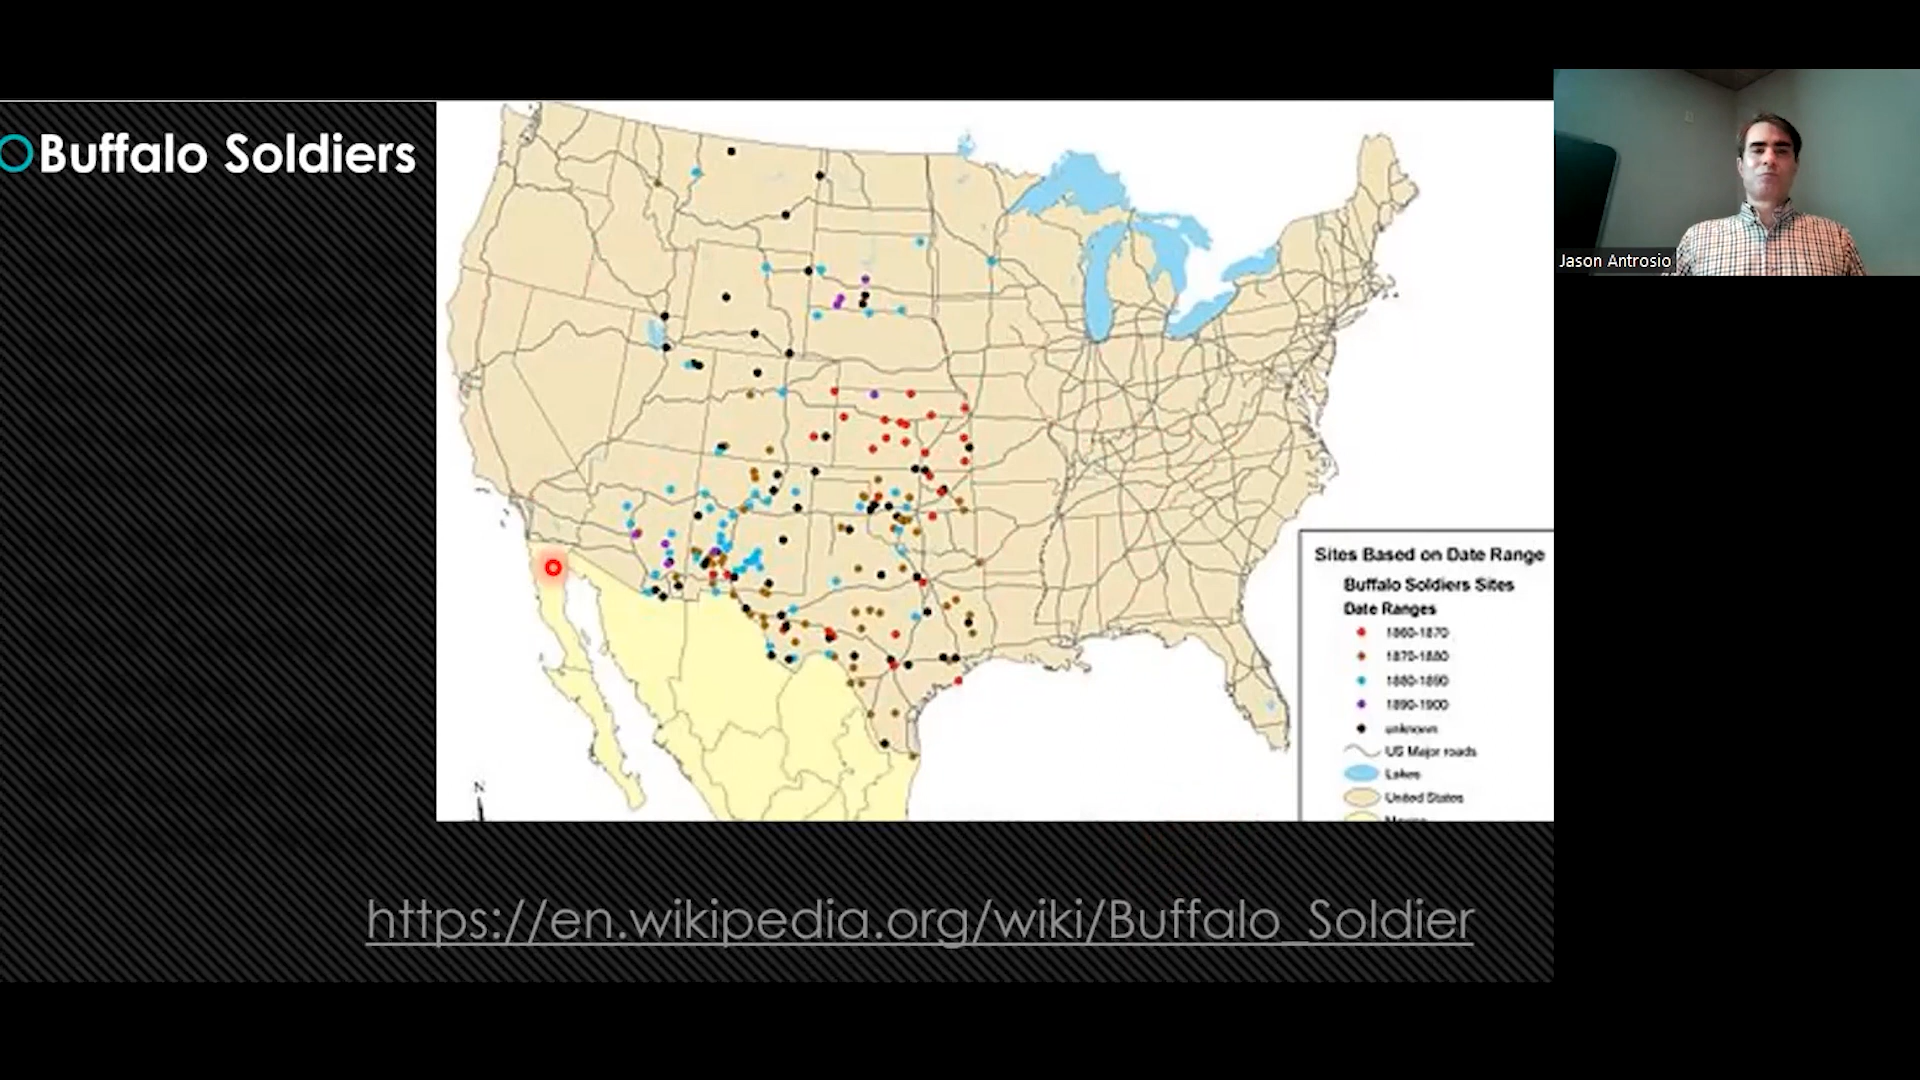 Buffalo Soldiers
Jason Antrosio
Sites Based on Date Range
Buffalo Soldiers Sites
Date Ranges
1860-1870
1870-1880
1880-1890
1890-1900
unknown
US Major roads
Lakes
United States
N
https://en.wikipedia.org/wiki/Buffalo_Soldier